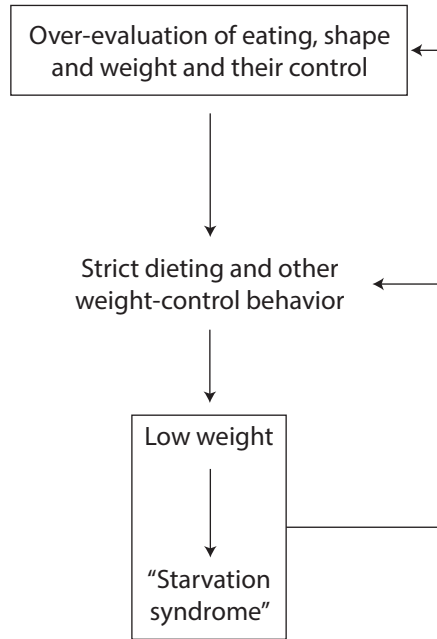 Over-evaluation of eating, shape
and weight and their control
Strict dieting and other
weight-control behavior
Low weight
“Starvation
syndrome”